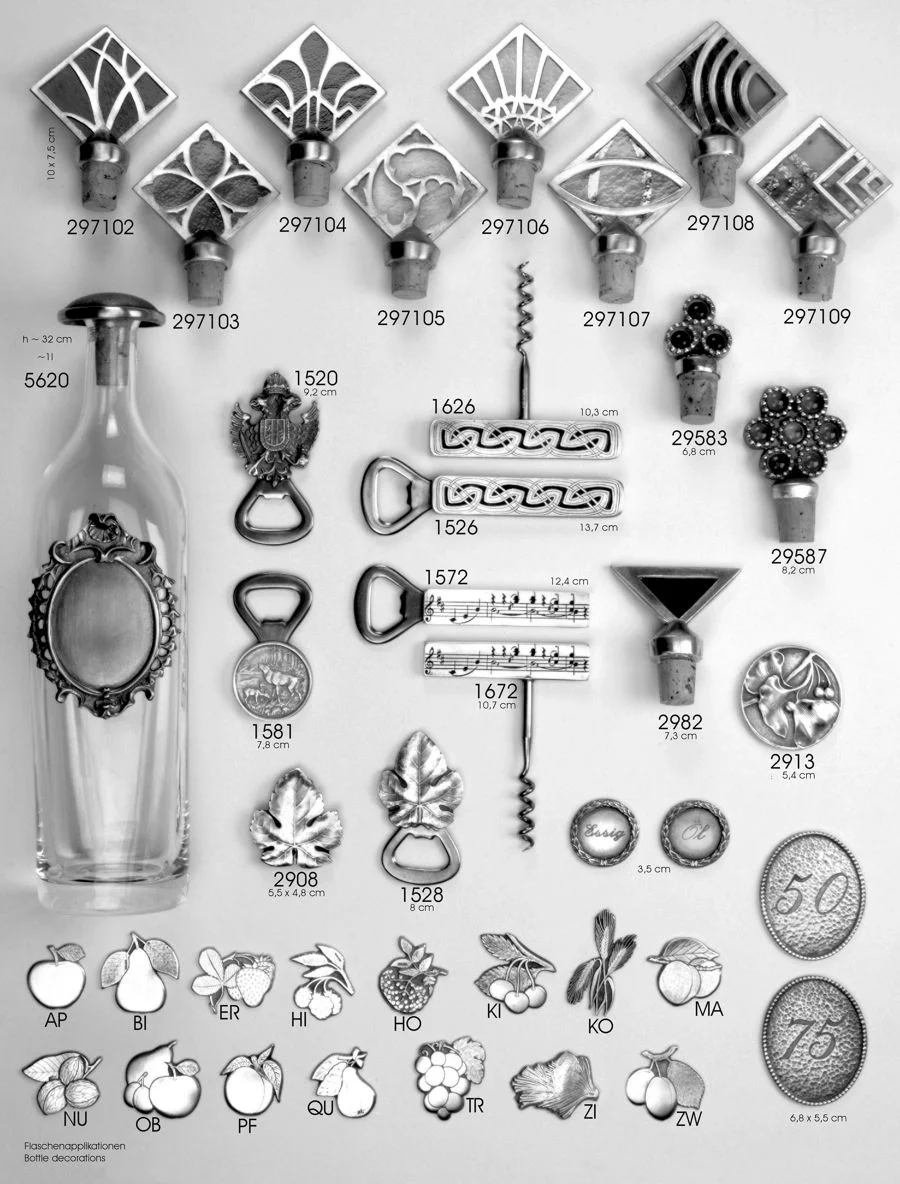 10 x 7,5 cm
297102
297104
297106
297108
297103
297105
297107
297109
h ~ 32 cm
~1l
5620
1520
9,2 cm
1626
10,3 cm
29583
6,8 cm
1526
13,7 cm
29587
8,2 cm
1572
12,4 cm
1672
10,7 cm
1581
7,8 cm
2982
7,3 cm
2913
5,4 cm
2908
5,5 x 4,8 cm
1528
8 cm
Essig
Öl
3,5 cm
50
AP
BI
ER
HI
HO
KI
KO
MA
75
NU
OB
PF
QU
TR
ZI
ZW
6,8 x 5,5 cm
Flaschenapplikationen
Bottle decorations